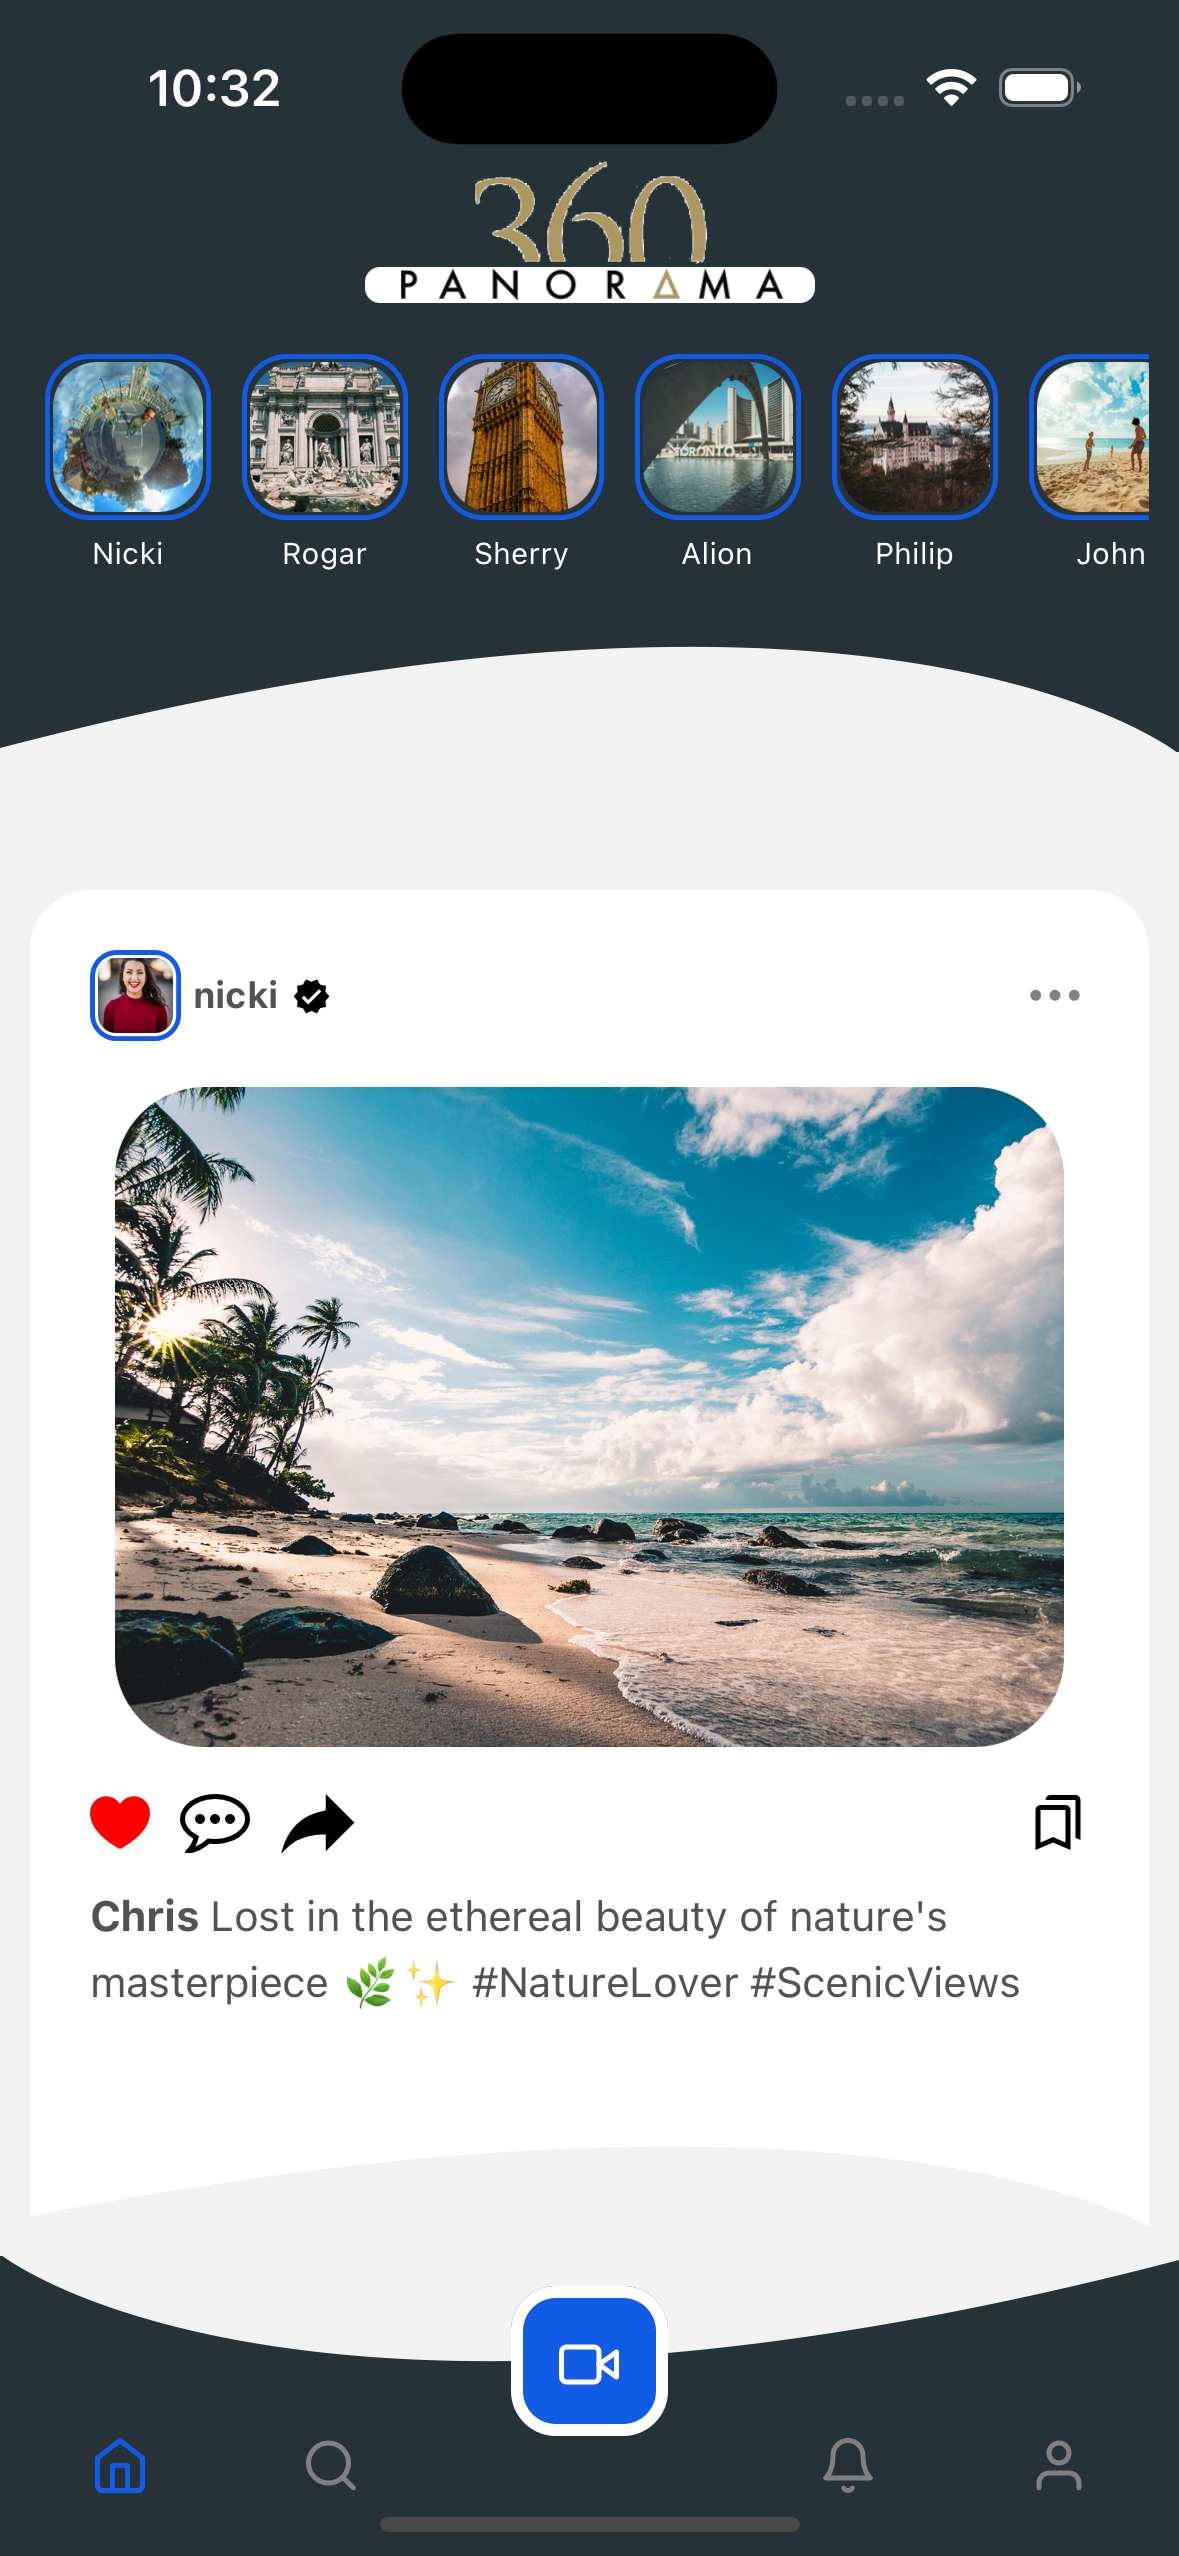 10:32
360
PANORAMA
TORONTO
Nicki Rogar Sherry Alion Philip John
nicki
Chris Lost in the ethereal beauty of nature's
masterpiece 🌿✨ #NatureLover #ScenicViews